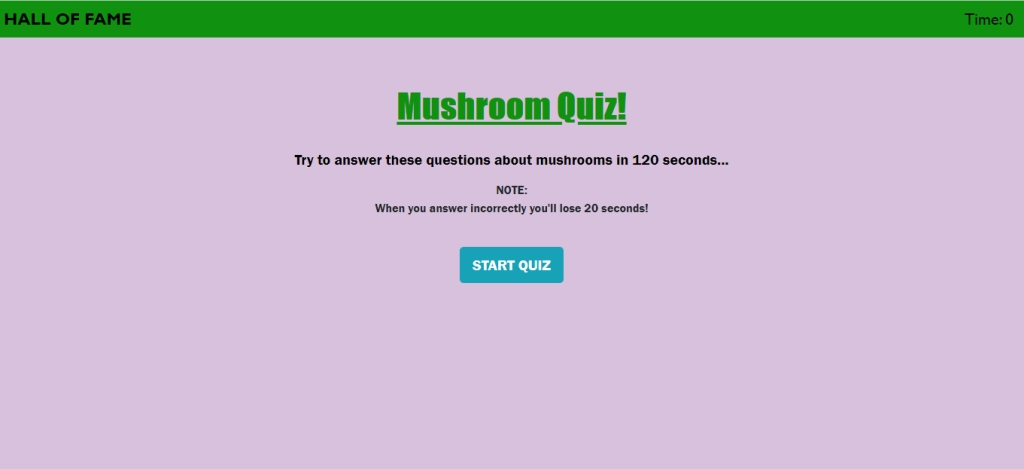 HALL OF FAME
Time: 0
Mushroom Quiz!
Try to answer these questions about mushrooms in 120 seconds...
NOTE:
When you answer incorrectly you'll lose 20 seconds!
START QUIZ